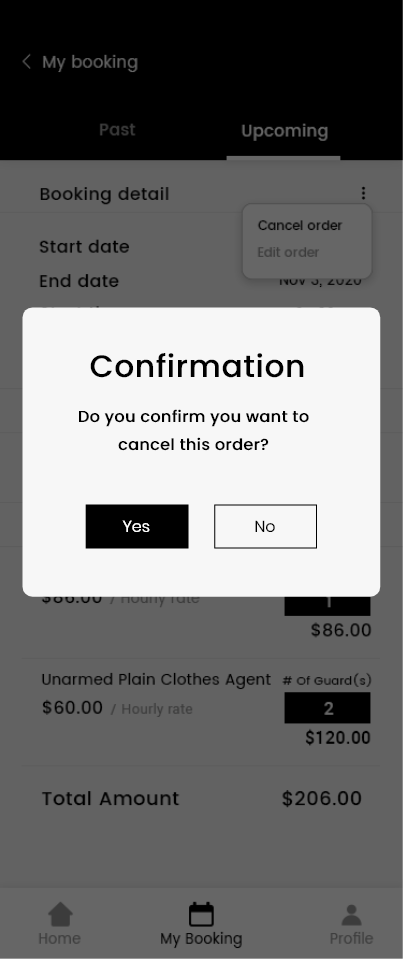 My booking
Past Upcoming
Booking detail
Cancel order
Start date
Edit order
End date Nov 3, 2020
Confirmation
Do you confirm you want to
cancel this order?
Yes No
$86.00 / Hourly rate 1
$86.00
Unarmed Plain Clothes Agent # Of Guard(s)
$60.00 / Hourly rate 2
$120.00
Total Amount $206.00
Home My Booking Profile